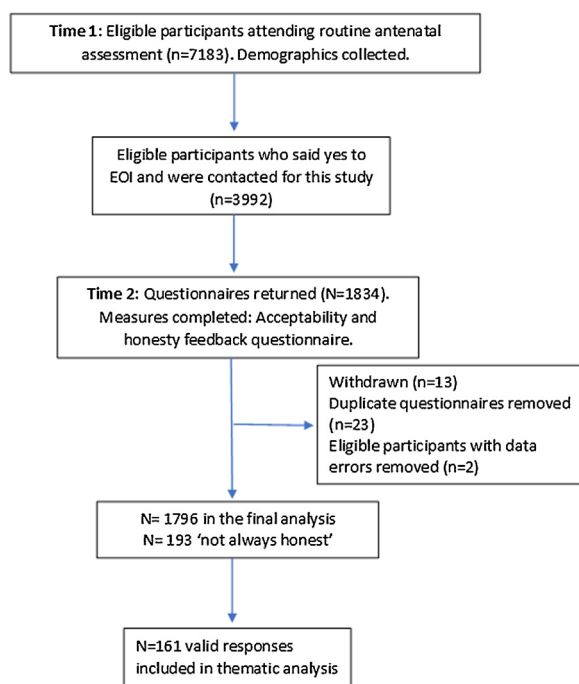 Time 1: Eligible participants attending routine antenatal
assessment (n=7183). Demographics collected.
Eligible participants who said yes to
EOI and were contacted for this study
(n=3992)
Time 2: Questionnaires returned (N=1834).
Measures completed: Acceptability and
honesty feedback questionnaire.
Withdrawn (n=13)
Duplicate questionnaires removed
(n=23)
Eligible participants with data
errors removed (n=2)
N= 1796 in the final analysis
N= 193 ‘not always honest’
N=161 valid responses
included in thematic analysis